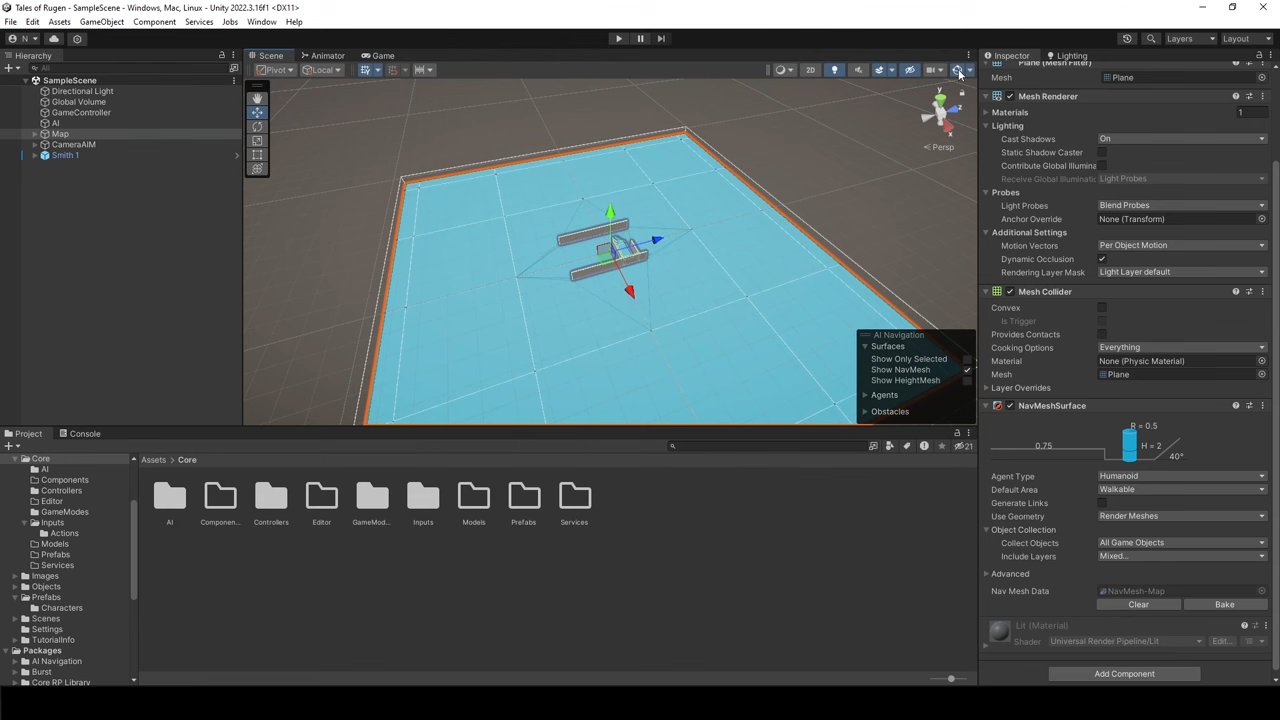 Tales of Rugen - SampleScene - Windows, Mac, Linux - Unity 2022.3.16f1 <DX11>
File Edit Assets GameObject Component Services Jobs Window Help
N
Layers Layout
Hierarchy
All
SampleScene
Directional Light
Global Volume
GameController
AI
Map
CameraAIM
Smith 1
Scene Animator Game
Pivot Local 2D
y
z
x
Persp
AI Navigation
Surfaces
Show Only Selected
Show NavMesh
Show HeightMesh
Agents
Obstacles
Inspector Lighting
Plane (Mesh Filter)
Mesh Plane
Mesh Renderer
Materials 1
Lighting
Cast Shadows On
Static Shadow Caster
Contribute Global Illumina
Receive Global Illuminatic Light Probes
Probes
Light Probes Blend Probes
Anchor Override None (Transform)
Additional Settings
Motion Vectors Per Object Motion
Dynamic Occlusion
Rendering Layer Mask Light Layer default
Mesh Collider
Convex
Is Trigger
Provides Contacts
Cooking Options Everything
Material None (Physic Material)
Mesh Plane
Layer Overrides
NavMeshSurface
R = 0.5
0.75 H = 2
40°
Agent Type Humanoid
Default Area Walkable
Generate Links
Use Geometry Render Meshes
Object Collection
Collect Objects All Game Objects
Include Layers Mixed...
Advanced
Nav Mesh Data NavMesh-Map
Clear Bake
Lit (Material)
Shader Universal Render Pipeline/Lit Edit...
Add Component
Project Console
21
Core
AI
Components
Controllers
Editor
GameModes
Inputs
Actions
Models
Prefabs
Services
Images
Objects
Prefabs
Characters
Scenes
Settings
TutorialInfo
Packages
AI Navigation
Burst
Core RP Library
Assets Core
AI Componen... Controllers Editor GameMod... Inputs Models Prefabs Services